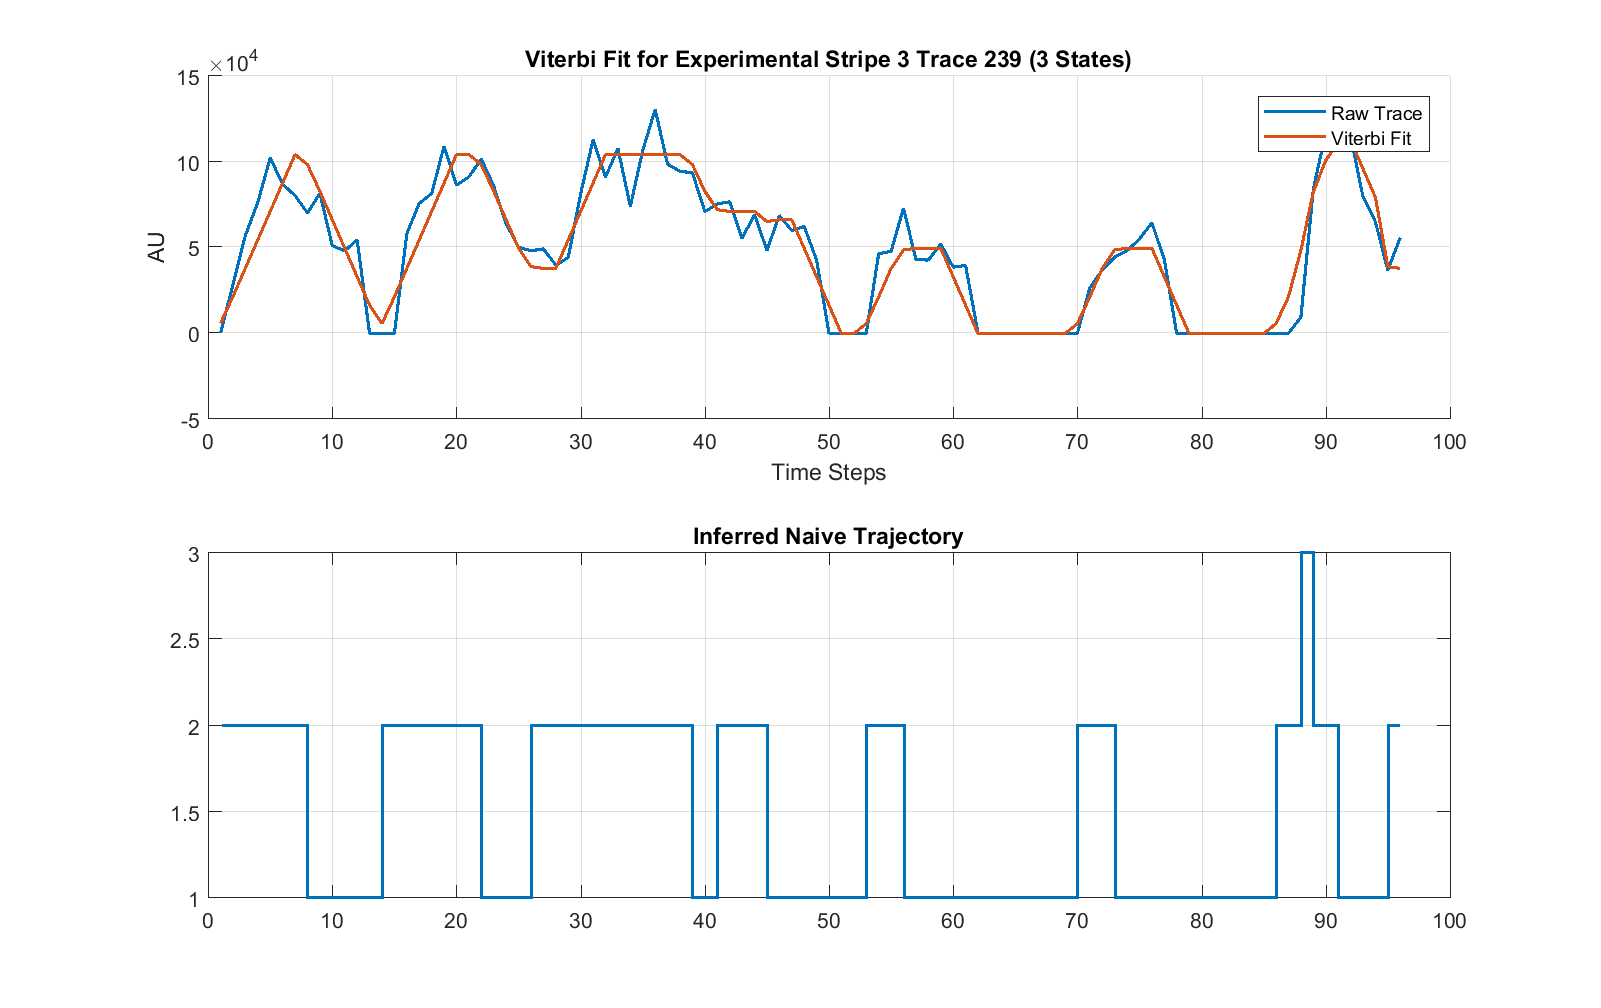 Viterbi Fit for Experimental Stripe 3 Trace 239 (3 States)
×10⁴
15
10
5
0
-5
AU
Raw Trace
Viterbi Fit
0 10 20 30 40 50 60 70 80 90 100
Time Steps
Inferred Naive Trajectory
3
2.5
2
1.5
1
0 10 20 30 40 50 60 70 80 90 100